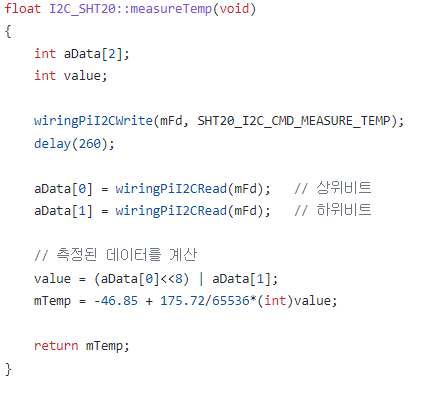 float I2C_SHT20::measureTemp(void)
{
    int aData[2];
    int value;

    wiringPiI2CWrite(mFd, SHT20_I2C_CMD_MEASURE_TEMP);
    delay(260);

    aData[0] = wiringPiI2CRead(mFd);   // 상위비트
    aData[1] = wiringPiI2CRead(mFd);   // 하위비트

    // 측정된 데이터를 계산
    value = (aData[0]<<8) | aData[1];
    mTemp = -46.85 + 175.72/65536*(int)value;

    return mTemp;
}